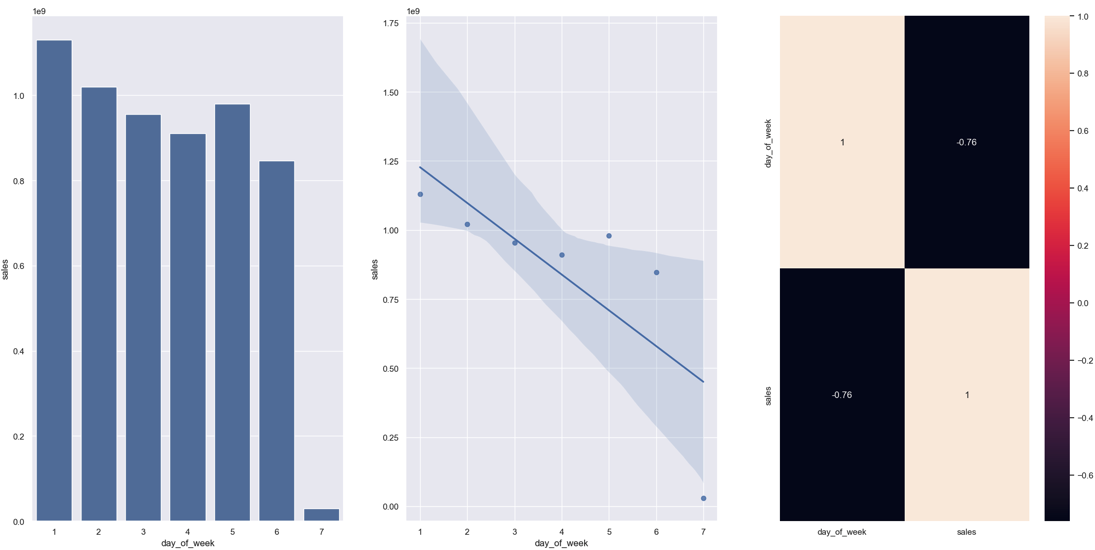 1e9
1.0
0.8
0.6
0.4
0.2
0.0
sales
1 2 3 4 5 6 7
day_of_week
1e9
1.75
1.50
1.25
1.00
0.75
0.50
0.25
0.00
sales
1 2 3 4 5 6 7
day_of_week
day_of_week
sales
1 -0.76
-0.76 1
day_of_week sales
1.0
0.8
0.6
0.4
0.2
0.0
−0.2
−0.4
−0.6